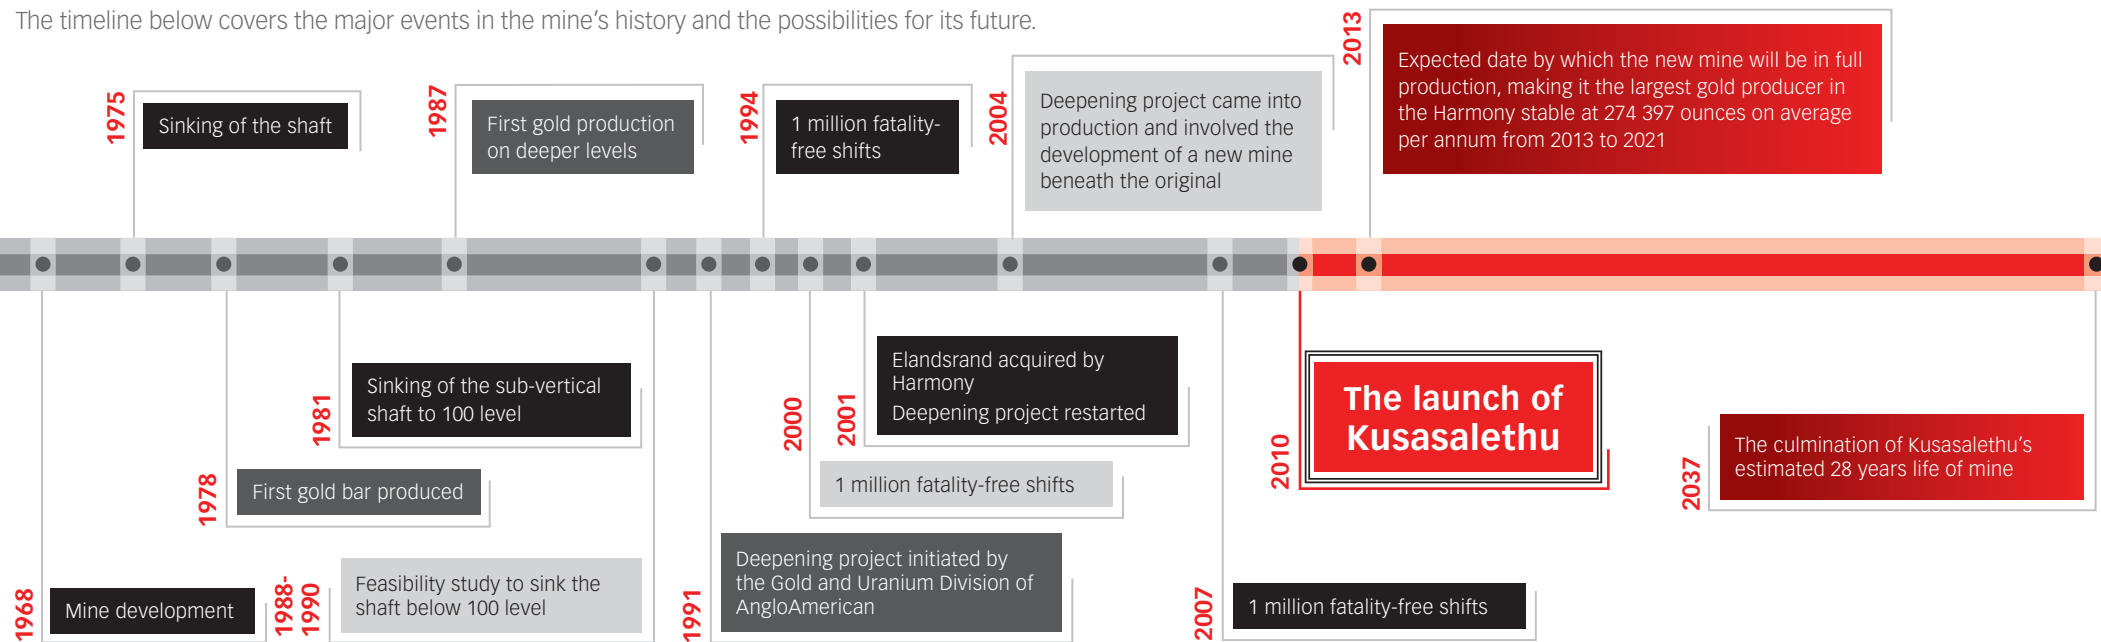 The timeline below covers the major events in the mine’s history and the possibilities for its future.
1968
Mine development
1975
Sinking of the shaft
1978
First gold bar produced
1981
Sinking of the sub-vertical
shaft to 100 level
1987
First gold production
on deeper levels
1988-
1990
Feasibility study to sink the
shaft below 100 level
1991
Deepening project initiated by
the Gold and Uranium Division of
AngloAmerican
1994
1 million fatality-
free shifts
2000
1 million fatality-free shifts
2001
Elandsrand acquired by
Harmony
Deepening project restarted
2004
Deepening project came into
production and involved the
development of a new mine
beneath the original
2007
1 million fatality-free shifts
2010
The launch of
Kusasalethu
2013
Expected date by which the new mine will be in full
production, making it the largest gold producer in
the Harmony stable at 274 397 ounces on average
per annum from 2013 to 2021
2037
The culmination of Kusasalethu’s
estimated 28 years life of mine